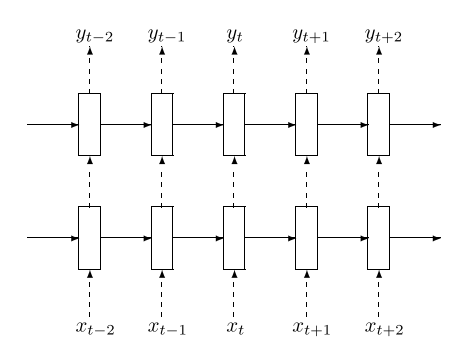 y_{t-2} y_{t-1} y_t y_{t+1} y_{t+2}
x_{t-2} x_{t-1} x_t x_{t+1} x_{t+2}